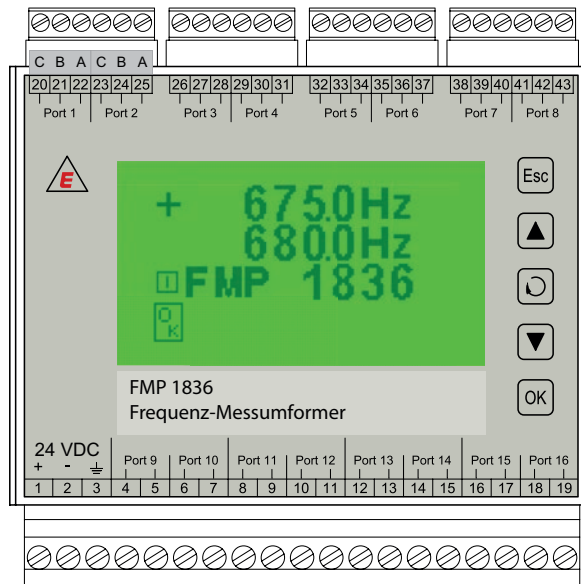 C B A C B A
20 21 22 23 24 25 26 27 28 29 30 31 32 33 34 35 36 37 38 39 40 41 42 43
Port 1 Port 2 Port 3 Port 4 Port 5 Port 6 Port 7 Port 8
E
Esc
+ 675.0Hz
680.0Hz
I FMP 1836
OK
OK
FMP 1836
Frequenz-Messumformer
24 VDC
+ -
Port 9 Port 10 Port 11 Port 12 Port 13 Port 14 Port 15 Port 16
1 2 3 4 5 6 7 8 9 10 11 12 13 14 15 16 17 18 19